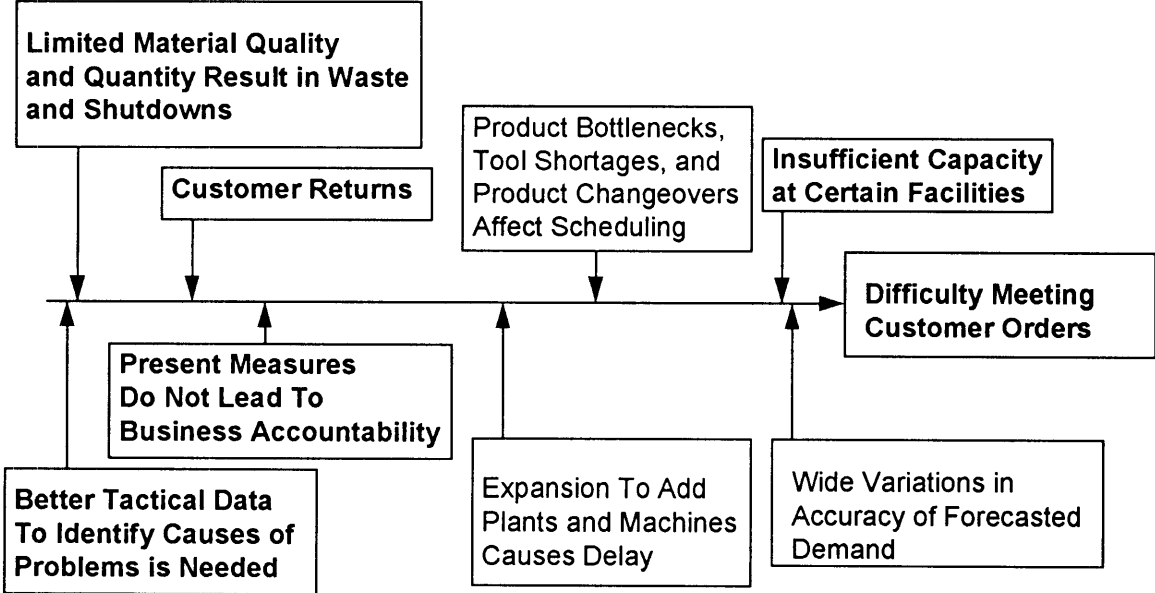 Limited Material Quality
and Quantity Result in Waste
and Shutdowns
Customer Returns
Product Bottlenecks,
Tool Shortages, and
Product Changeovers
Affect Scheduling
Insufficient Capacity
at Certain Facilities
Difficulty Meeting
Customer Orders
Present Measures
Do Not Lead To
Business Accountability
Better Tactical Data
To Identify Causes of
Problems is Needed
Expansion To Add
Plants and Machines
Causes Delay
Wide Variations in
Accuracy of Forecasted
Demand